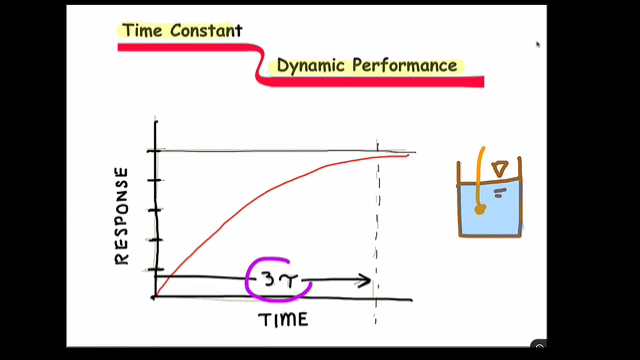 Time Constant
Dynamic Performance
RESPONSE
3τ
TIME